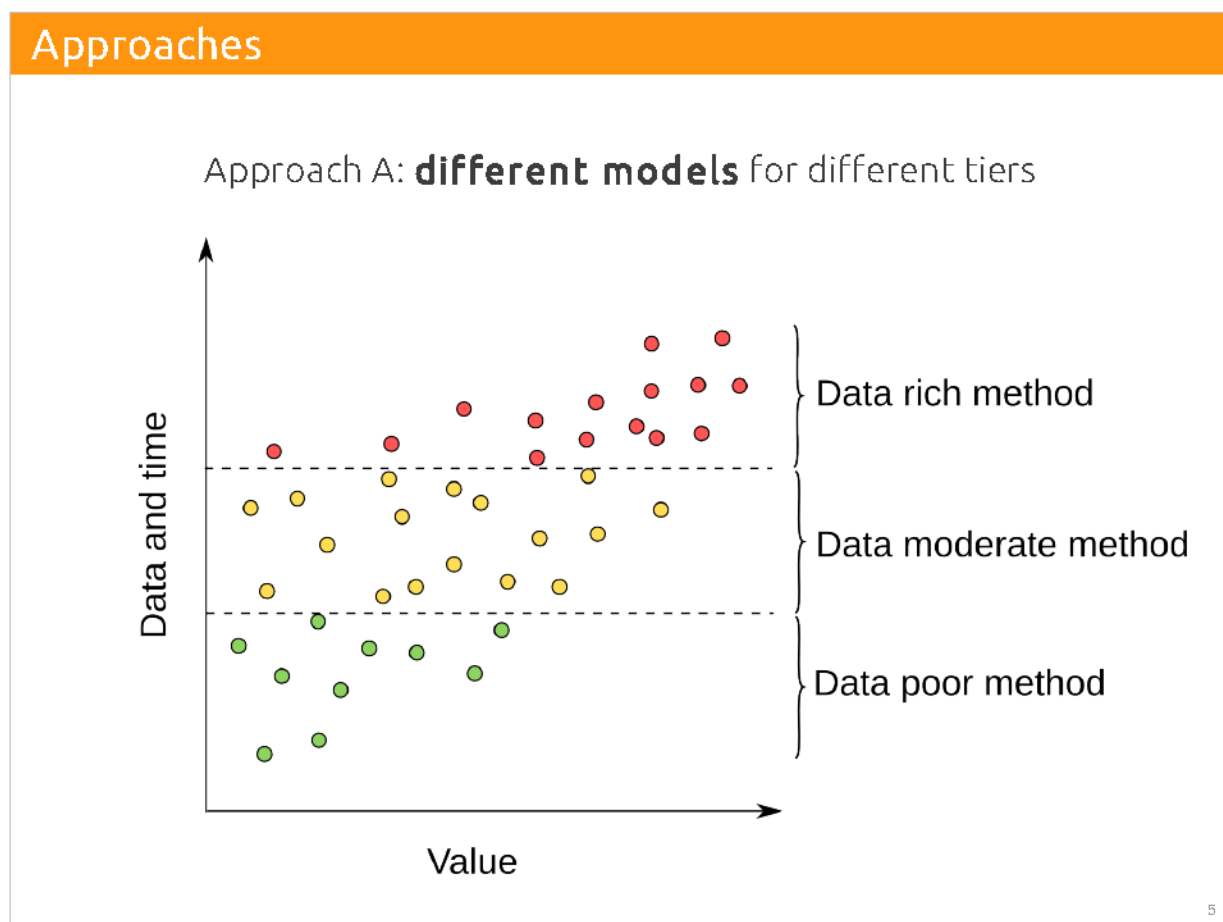 Approaches
Approach A: different models for different tiers
Data and time
Data rich method
Data moderate method
Data poor method
Value
5